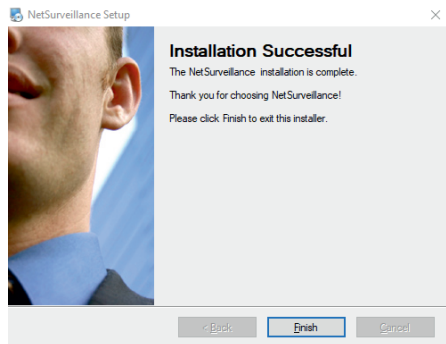 NetSurveillance Setup
Installation Successful
The NetSurveillance installation is complete.
Thank you for choosing NetSurveillance!
Please click Finish to exit this installer.
< Back
Finish
Cancel